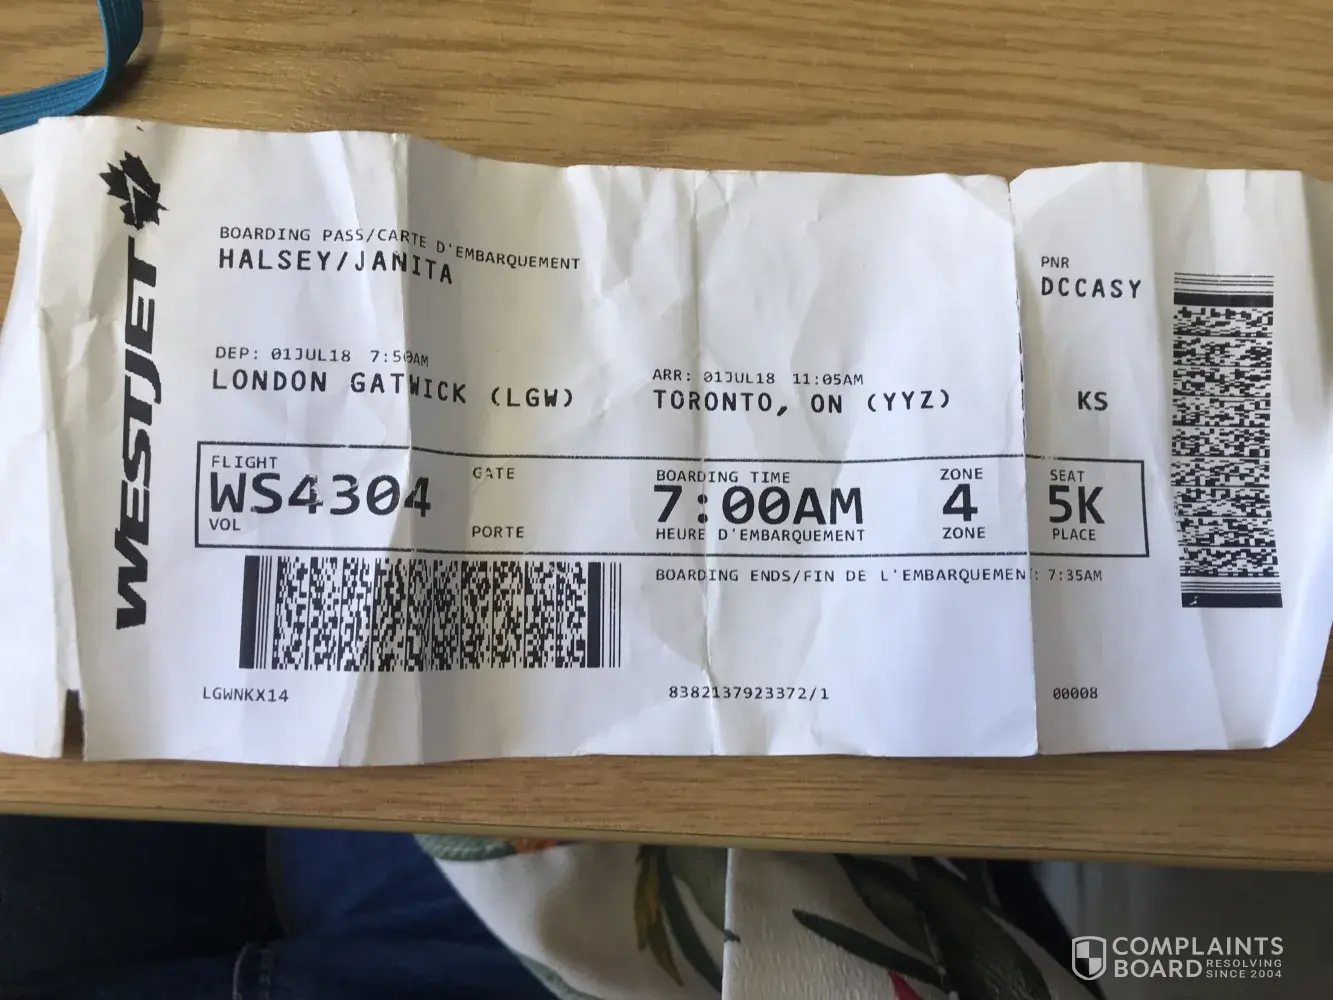 WESTJET
BOARDING PASS/CARTE D'EMBARQUEMENT
HALSEY/JANITA
PNR
DCCASY
DEP: 01JUL18 7:50AM
LONDON GATWICK (LGW)
ARR: 01JUL18 11:05AM
TORONTO, ON (YYZ)
KS
FLIGHT
WS4304
VOL
GATE
PORTE
BOARDING TIME
7:00AM
HEURE D'EMBARQUEMENT
ZONE
4
ZONE
SEAT
5K
PLACE
BOARDING ENDS/FIN DE L'EMBARQUEMENT: 7:35AM
LGWNKX14
8382137923372/1
00008
COMPLAINTS
BOARD RESOLVING
SINCE 2004